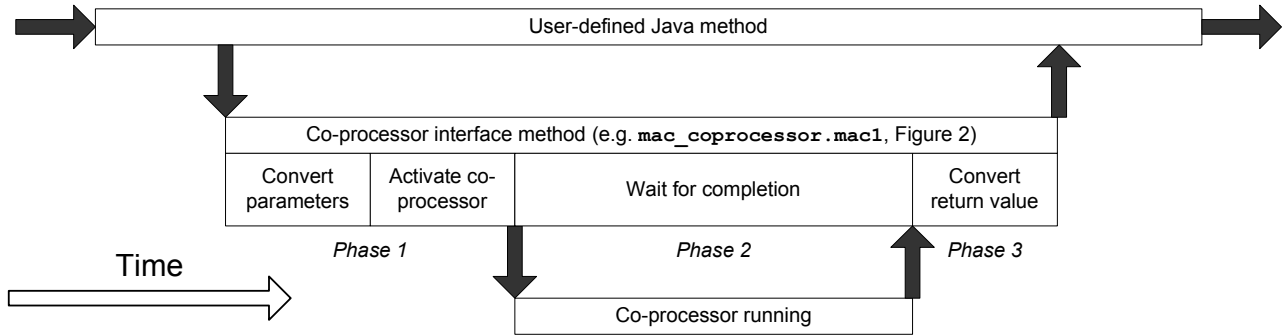 User-defined Java method
Co-processor interface method (e.g. mac_coprocessor.mac1, Figure 2)
Convert
parameters
Activate co-
processor
Wait for completion
Convert
return value
Phase 1
Phase 2
Phase 3
Time
Co-processor running